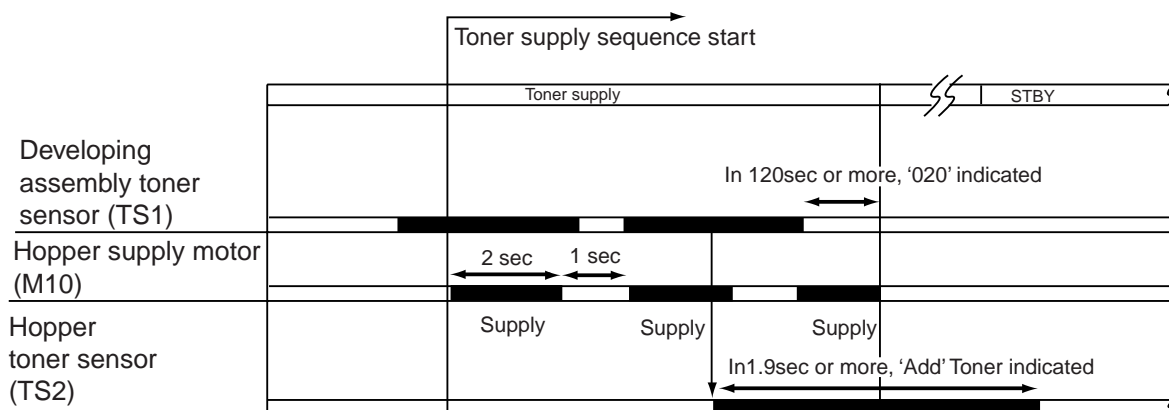 Toner supply sequence start
Toner supply
STBY
Developing
assembly toner
sensor (TS1)
In 120sec or more, ‘020’ indicated
Hopper supply motor
(M10)
2 sec
1 sec
Supply
Supply
Supply
Hopper
toner sensor
(TS2)
In1.9sec or more, ‘Add’ Toner indicated